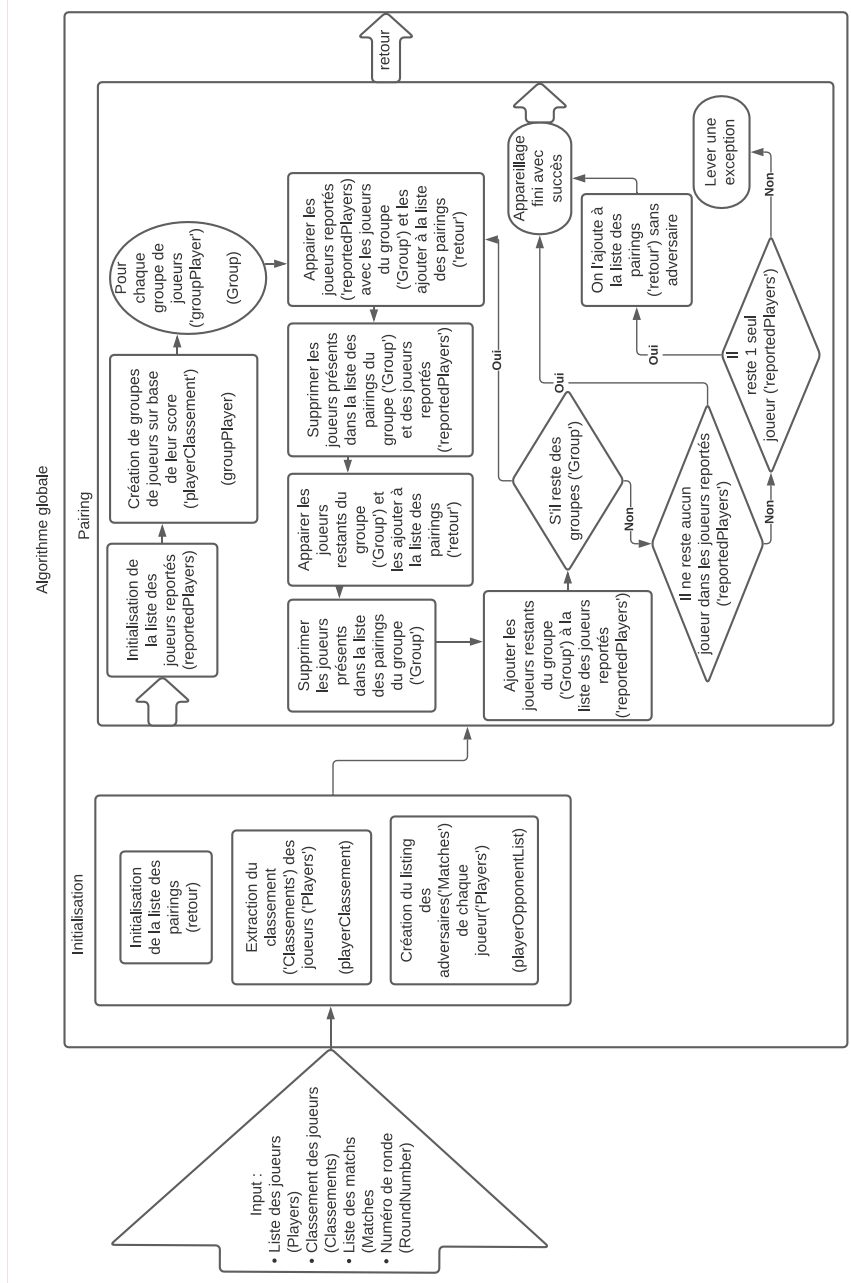 Algorithme globale
Input :
• Liste des joueurs
(Players)
• Classement des joueurs
(Classements)
• Liste des matchs
(Matches
• Numéro de ronde
(RoundNumber)
Initialisation
Initialisation
de la liste des
pairings
(retour)
Extraction du
classement
('Classements') des
joueurs ('Players')
(playerClassement)
Création du listing
des
adversaires('Matches')
de chaque
joueur('Players')
(playerOpponentList)
Pairing
Initialisation de
la liste des
joueurs reportés
(reportedPlayers)
Création de groupes
de joueurs sur base
de leur score
('playerClassement')
(groupPlayer)
Pour
chaque
groupe de
joueurs
('groupPlayer')
(Group)
Appairer les
joueurs reportés
('reportedPlayers)
avec les joueurs
du groupe
('Group') et les
ajouter à la liste
des pairings
('retour')
Supprimer les
joueurs présents
dans la liste des
pairings du
groupe ('Group')
et des joueurs
reportés
('reportedPlayers')
Appairer les
joueurs
restants du
groupe
('Group') et
les ajouter à
la liste des
pairings
('retour')
Supprimer
les joueurs
présents
dans la liste
des pairings
du groupe
('Group')
Ajouter les
joueurs restants
du group
('Group') à la
liste des joueurs
reportés
('reportedPlayers')
S'il reste des
groupes ('Group')
Oui
Non
Il ne reste aucun
joueur dans les joueurs reportés
('reportedPlayers')
Oui
Non
Il
reste 1 seul
joueur ('reportedPlayers')
Oui
Non
On l'ajoute à
la liste des
pairings
('retour') sans
adversaire
Lever une
exception
Appareillage
fini avec
succès
retour